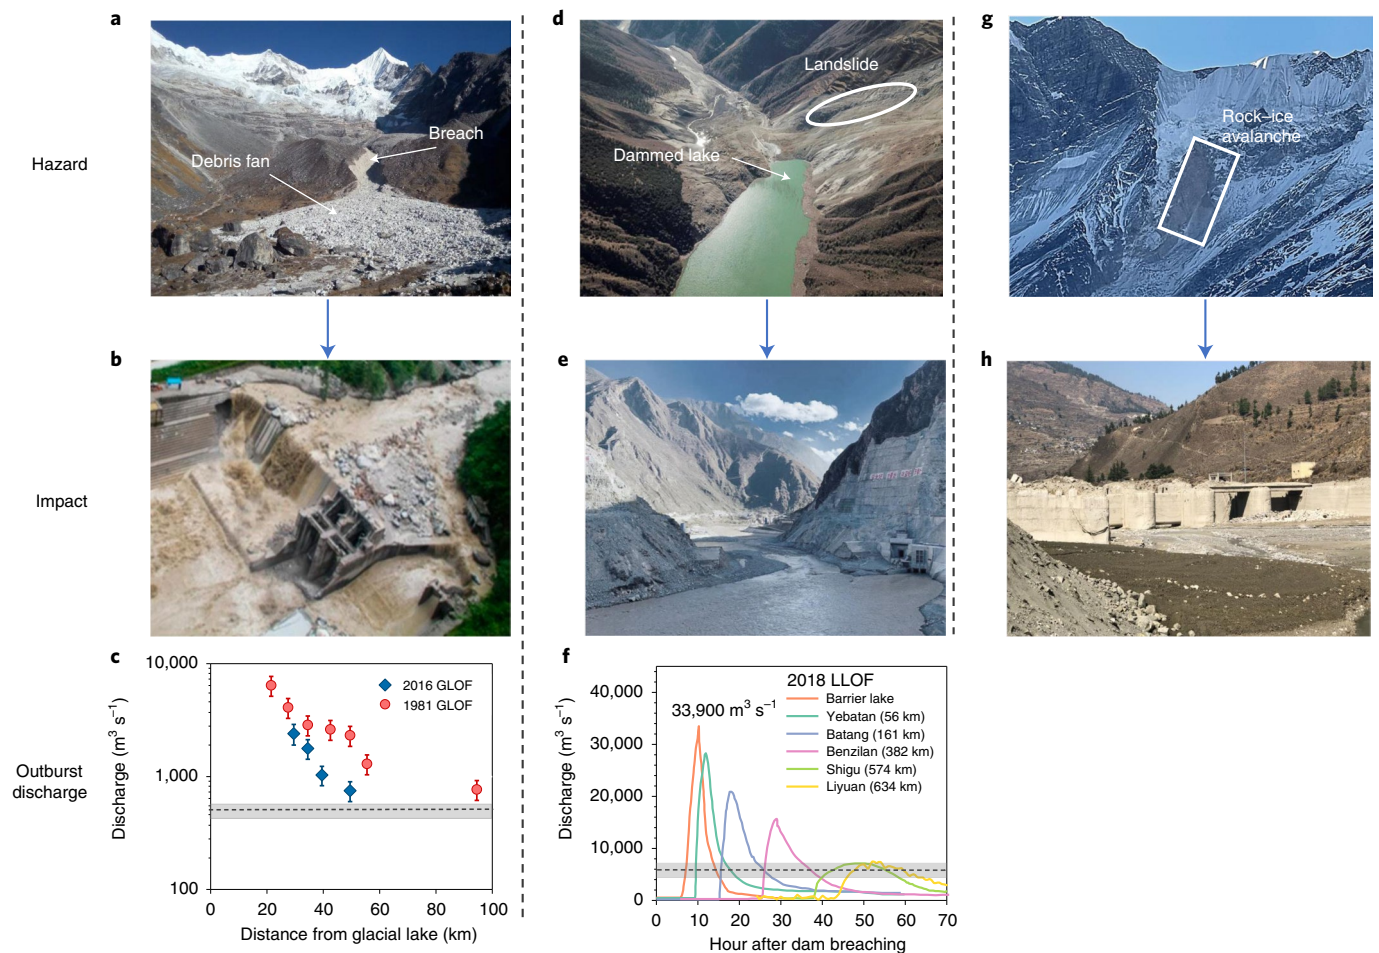 a
d
g
Hazard
Debris fan
Breach
Landslide
Dammed lake
Rock–ice
avalanche
b
e
h
Impact
c
f
Outburst
discharge
Discharge (m³ s⁻¹)
10,000
1,000
100
0
20
40
60
80
100
Distance from glacial lake (km)
2016 GLOF
1981 GLOF
Discharge (m³ s⁻¹)
40,000
30,000
20,000
10,000
0
0
10
20
30
40
50
60
70
Hour after dam breaching
33,900 m³ s⁻¹
2018 LLOF
Barrier lake
Yebatan (56 km)
Batang (161 km)
Benzilan (382 km)
Shigu (574 km)
Liyuan (634 km)